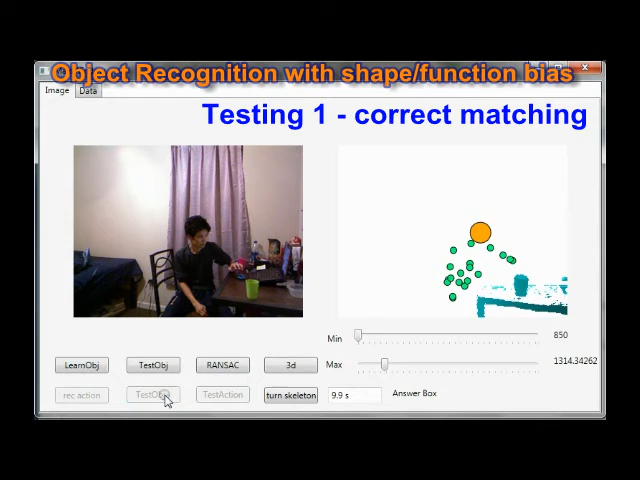 Object Recognition with shape/function bias
Image Data
Testing 1 - correct matching
Min 850
Max 1314.34262
LearnObj TestObj RANSAC 3d
rec action TestObj TestAction turn skeleton 9.9 s Answer Box